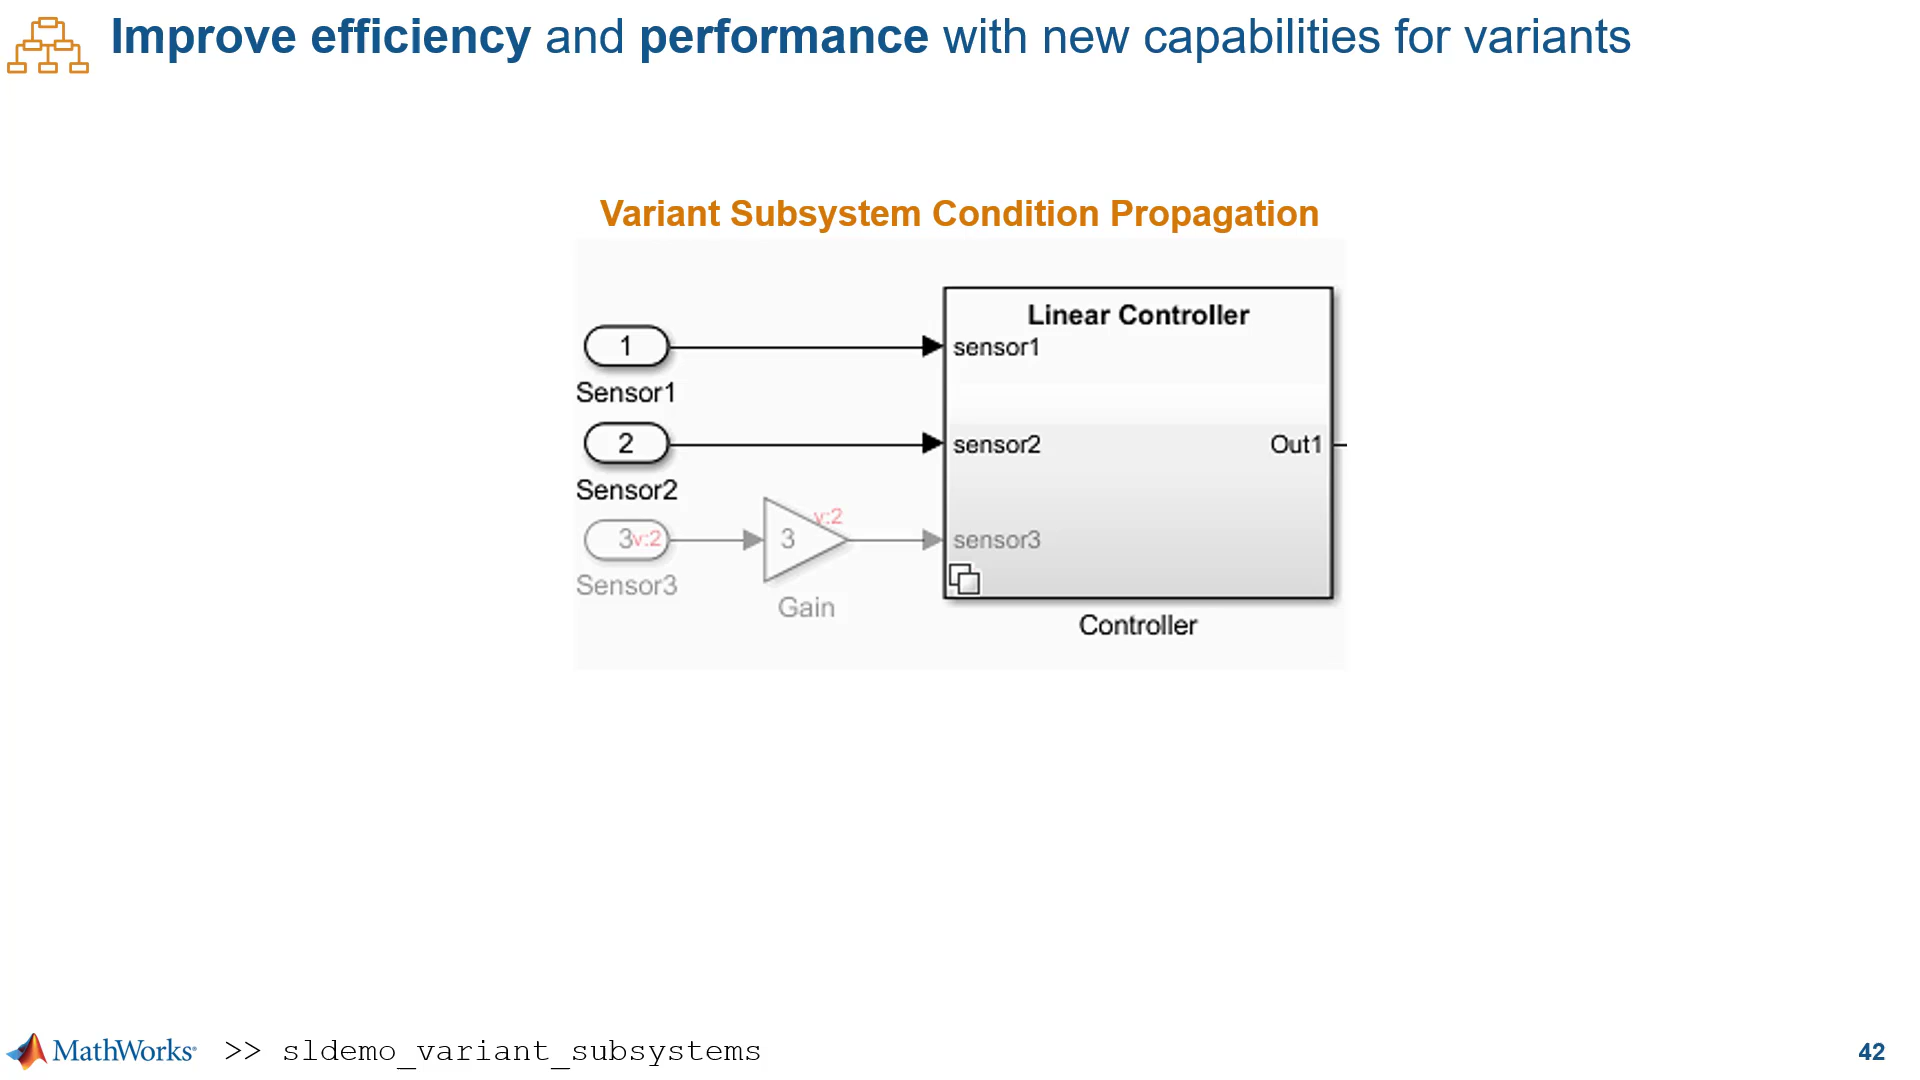 Improve efficiency and performance with new capabilities for variants
Variant Subsystem Condition Propagation
Linear Controller
1
sensor1
Sensor1
2
sensor2
Out1
Sensor2
v:2
3
v:2
3
sensor3
Sensor3
Gain
Controller
MathWorks
>> sldemo_variant_subsystems
42